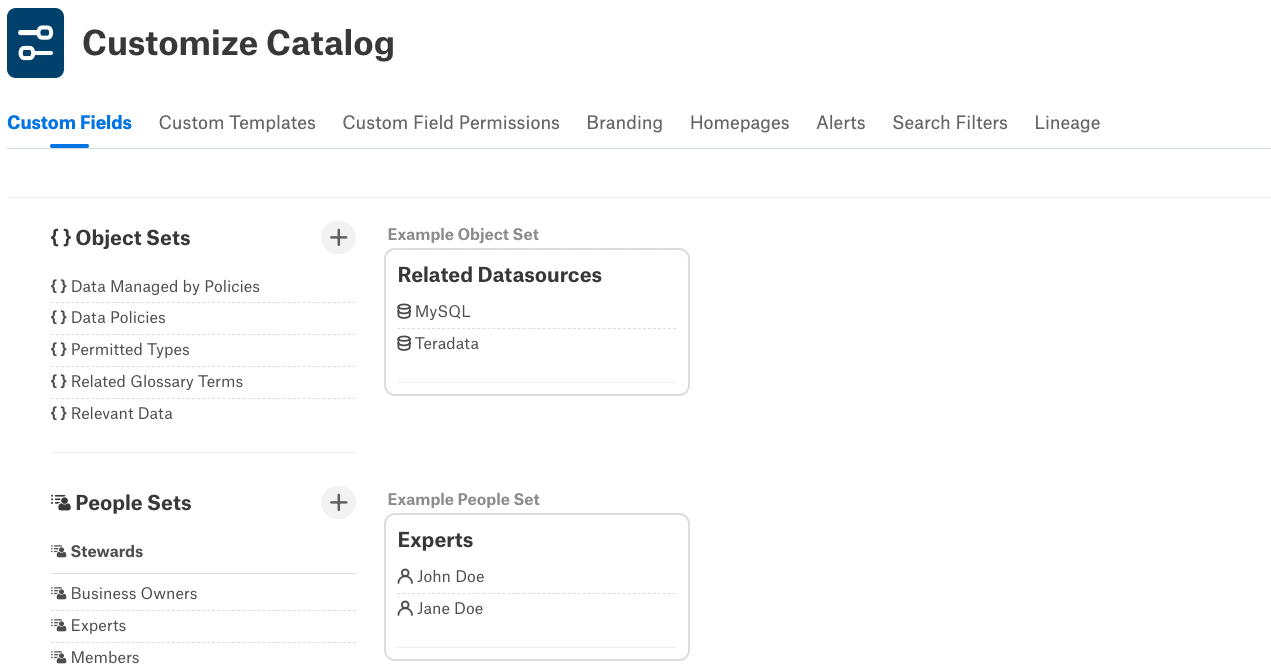 Customize Catalog
Custom Fields Custom Templates Custom Field Permissions Branding Homepages Alerts Search Filters Lineage
{ } Object Sets
{ } Data Managed by Policies
{ } Data Policies
{ } Permitted Types
{ } Related Glossary Terms
{ } Relevant Data
Example Object Set
Related Datasources
MySQL
Teradata
People Sets
Stewards
Business Owners
Experts
Members
Example People Set
Experts
John Doe
Jane Doe